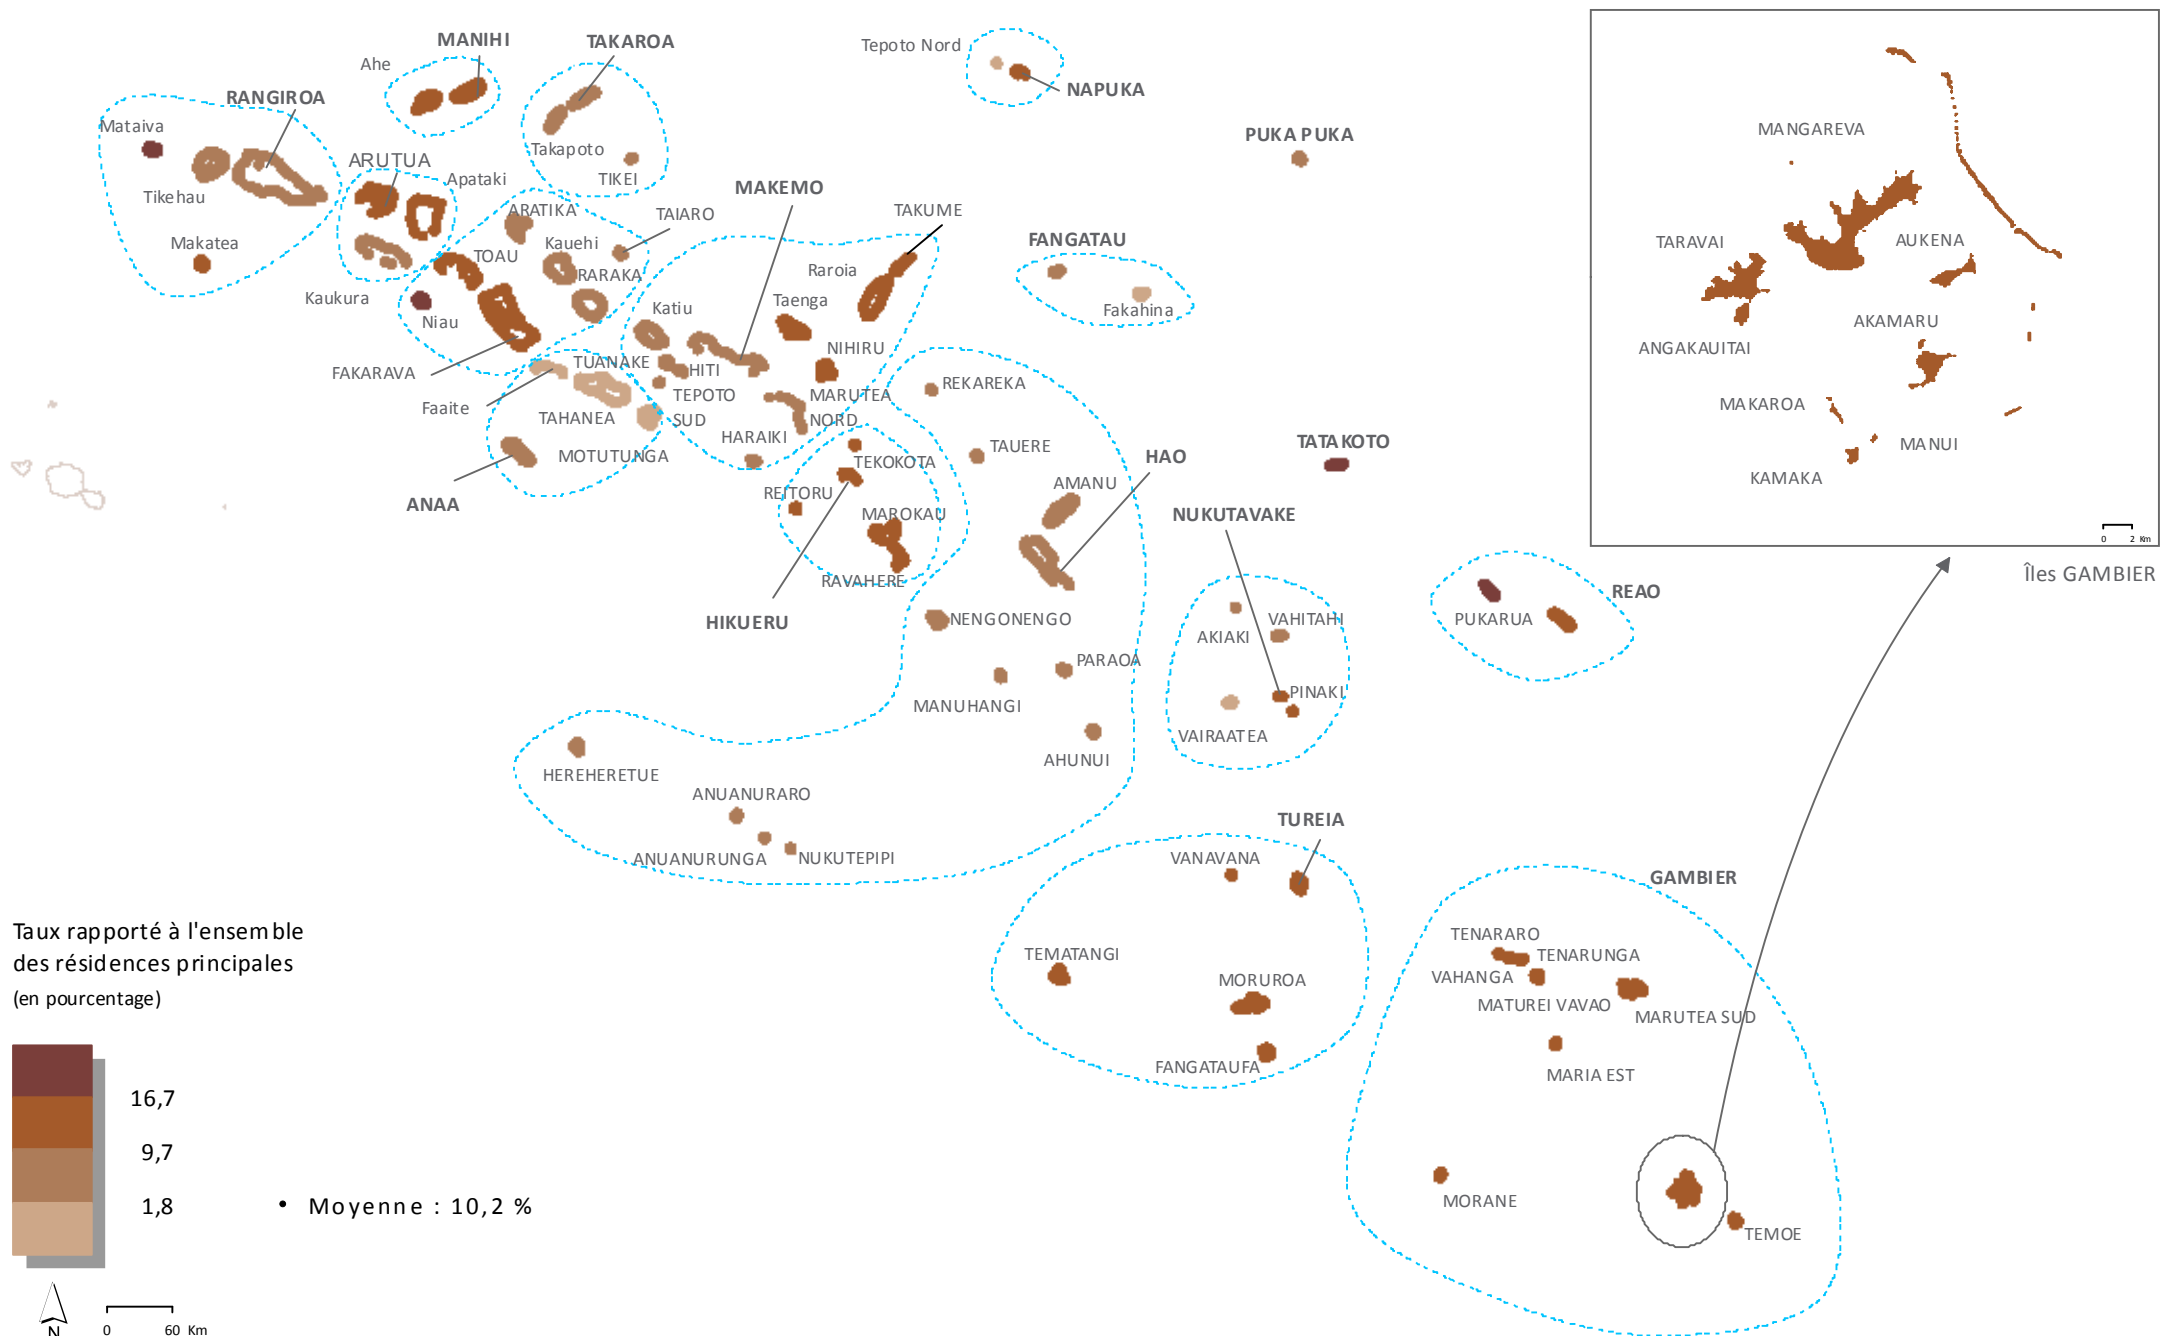 MANIHI
TAKAROA
Tepoto Nord
Ahe
NAPUKA
RANGIROA
Mataiva
PUKA PUKA
MANGAREVA
Takapoto
ARUTUA
TIKEI
Apataki
Tikehau
MAKEMO
ARATIKA
TAIARO
TAKUME
Makatea
Kauehi
FANGATAU
TARAVAI
AUKENA
TOAU
RARAKA
Raroia
Kaukura
Katiu
Taenga
Fakahina
Niau
AKAMARU
NIHIRU
ANGAKAUITAI
FAKARAVA
TUANAKE
HITI
REKAREKA
Faaite
TEPOTO
SUD
MARUTEA
NORD
MAKAROA
TAHANEA
HARAIKI
TAUERE
TATAKOTO
MANUI
MOTUTUNGA
TEKOKOTA
HAO
KAMAKA
ANAA
REITORU
AMANU
MAROKAU
NUKUTAVAKE
0 2 Km
RAVAHERE
Îles GAMBIER
REAO
HIKUERU
NENGONENGO
AKIAKI
VAHITAHI
PUKARUA
PARAOA
MANUHANGI
PINAKI
VAIRAATEA
AHUNUI
HEREHERETUE
ANUANURARO
TUREIA
ANUANURUNGA
NUKUTEPIPI
VANAVANA
GAMBIER
TEMATANGI
TENARARO
TENARUNGA
MORUROA
VAHANGA
MATUREI VAVAO
MARUTEA SUD
FANGATAUFA
MARIA EST
MORANE
TEMOE
Taux rapporté à l'ensemble
des résidences principales
(en pourcentage)
16,7
9,7
1,8
• Moyenne : 10,2 %
N
0 60 Km